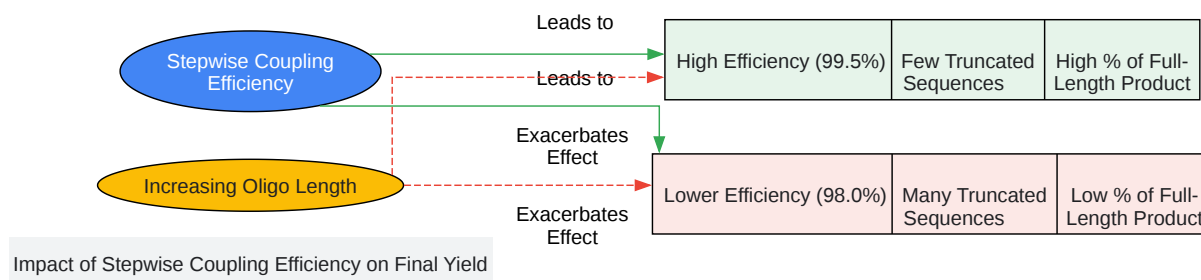 Leads to
Stepwise Coupling
Efficiency
High Efficiency (99.5%)
Few Truncated
Sequences
High % of Full-
Length Product
Leads to
Exacerbates
Effect
Increasing Oligo Length
Lower Efficiency (98.0%)
Many Truncated
Sequences
Low % of Full-
Length Product
Exacerbates
Effect
Impact of Stepwise Coupling Efficiency on Final Yield